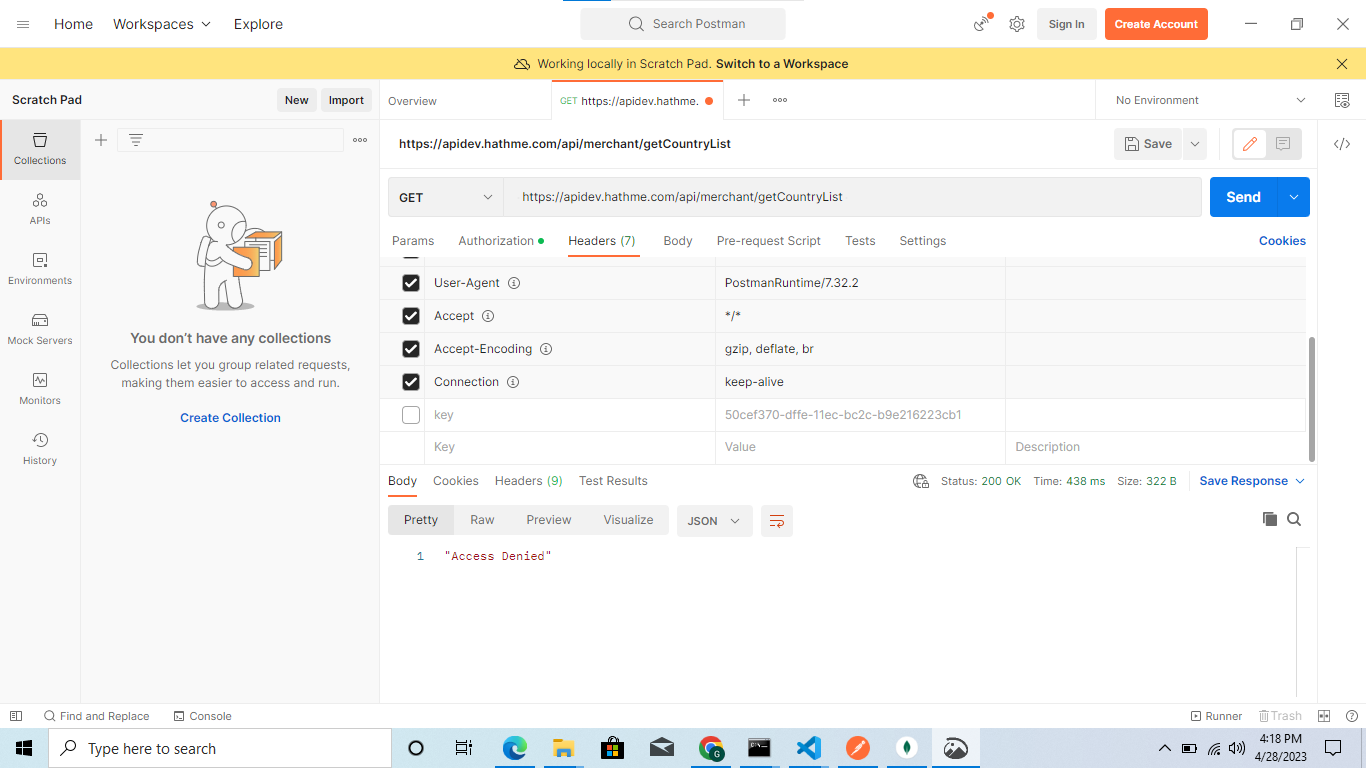 Home Workspaces Explore Search Postman Sign In Create Account
Working locally in Scratch Pad. Switch to a Workspace
Scratch Pad New Import Overview GET https://apidev.hathme. No Environment
Collections
APIs
Environments
Mock Servers
Monitors
History
You don't have any collections
Collections let you group related requests,
making them easier to access and run.
Create Collection
https://apidev.hathme.com/api/merchant/getCountryList Save
GET https://apidev.hathme.com/api/merchant/getCountryList Send
Params Authorization Headers (7) Body Pre-request Script Tests Settings Cookies
User-Agent PostmanRuntime/7.32.2
Accept */*
Accept-Encoding gzip, deflate, br
Connection keep-alive
key 50cef370-dffe-11ec-bc2c-b9e216223cb1
Key Value Description
Body Cookies Headers (9) Test Results Status: 200 OK Time: 438 ms Size: 322 B Save Response
Pretty Raw Preview Visualize JSON
1 "Access Denied"
Find and Replace Console Runner Trash
Type here to search G 4:18 PM
4/28/2023